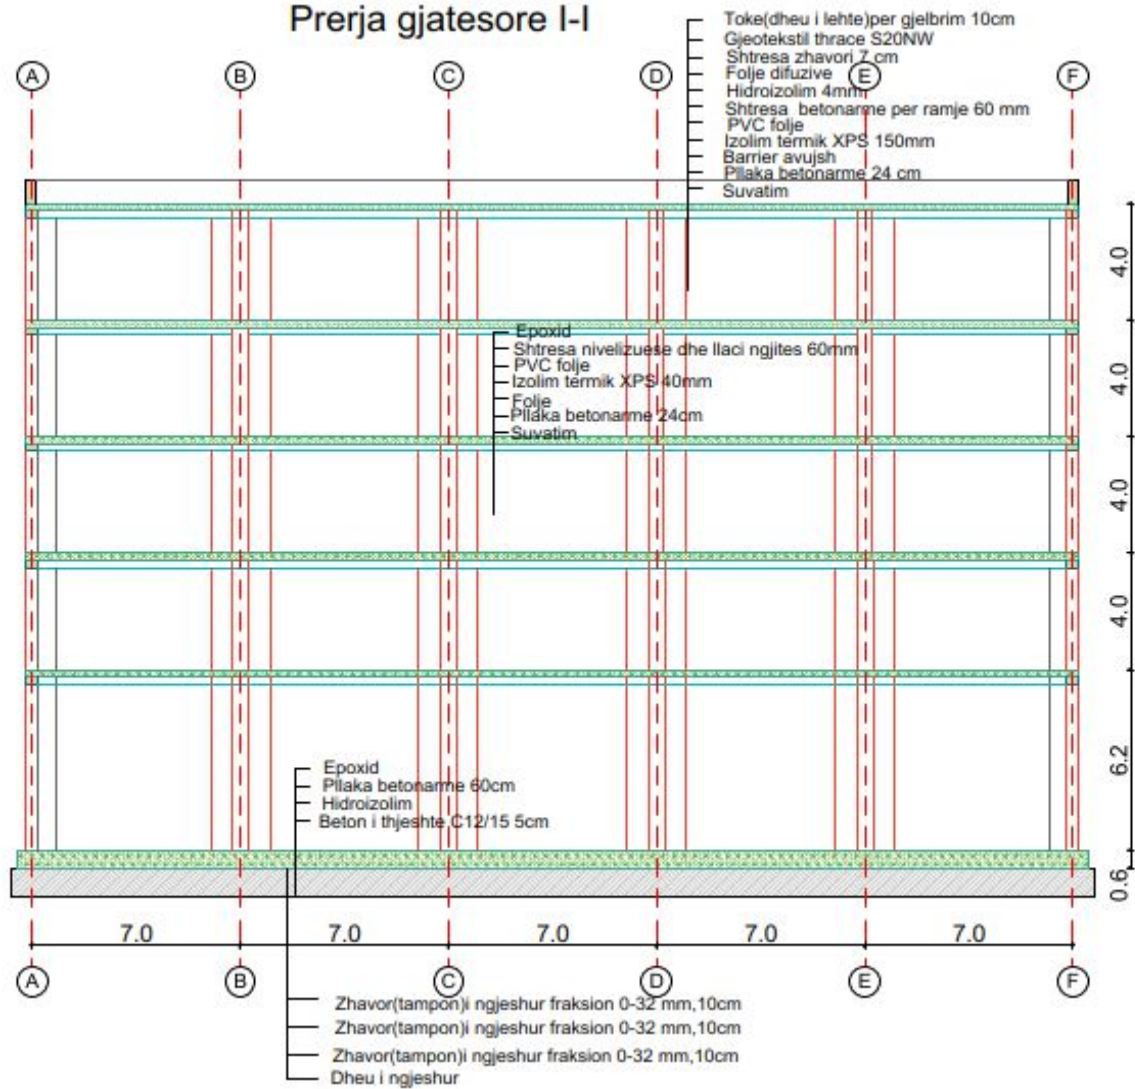 Prerja gjatesore I-I
Toke(dheu i lehte)per gjelbrim 10cm
Gjeotekstil thrace S20NW
Shtresa zhavori 7 cm
Folje difuzive
Hidroizolim 4mm
Shtresa betonarme per ramje 60 mm
PVC folje
Izolim termik XPS 150mm
Barrier avujsh
Pllaka betonarme 24 cm
Suvatim
A B C D E F
4.0
4.0
4.0
4.0
6.2
0.6
Epoxid
Shtresa nivelizuese dhe llaci ngjites 60mm
PVC folje
Izolim termik XPS 40mm
Folje
Pllaka betonarme 24cm
Suvatim
Epoxid
Pllaka betonarme 60cm
Hidroizolim
Beton i thjeshte C12/15 5cm
7.0 7.0 7.0 7.0 7.0
A B C D E F
Zhavor(tampon)i ngjeshur fraksion 0-32 mm,10cm
Zhavor(tampon)i ngjeshur fraksion 0-32 mm,10cm
Zhavor(tampon)i ngjeshur fraksion 0-32 mm,10cm
Dheu i ngjeshur